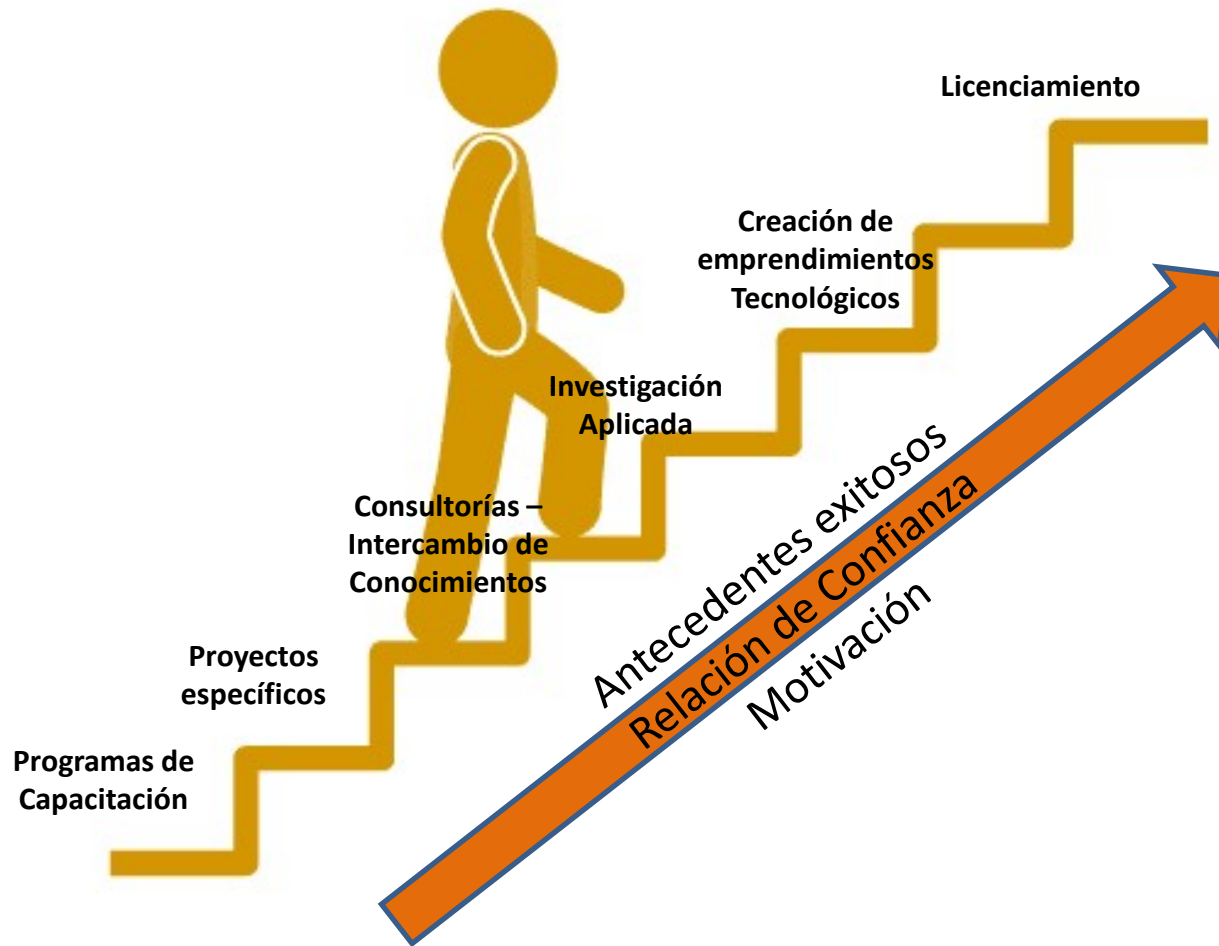 Licenciamiento
Creación de
emprendimientos
Tecnológicos
Investigación
Aplicada
Consultorías –
Intercambio de
Conocimientos
Proyectos
específicos
Programas de
Capacitación
Antecedentes exitosos
Relación de Confianza
Motivación